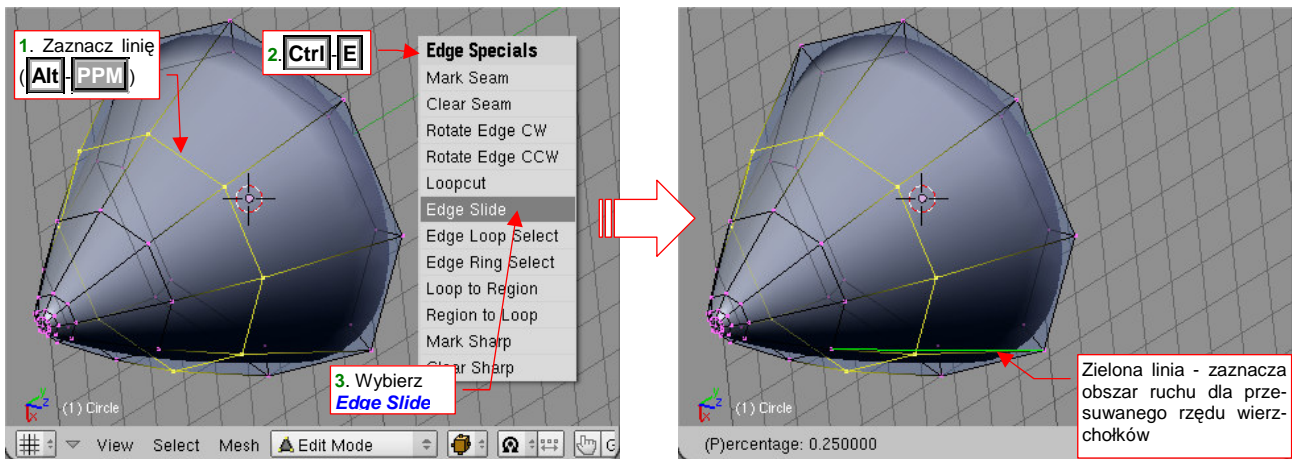 1. Zaznacz linię
(Alt-PPM)
2.Ctrl-E
Edge Specials
Mark Seam
Clear Seam
Rotate Edge CW
Rotate Edge CCW
Loopcut
Edge Slide
Edge Loop Select
Edge Ring Select
Loop to Region
Region to Loop
Mark Sharp
Clear Sharp
3. Wybierz
Edge Slide
y
z
x
(1) Circle
View Select Mesh Edit Mode G
Zielona linia - zaznacza
obszar ruchu dla prze-
suwanego rzędu wierz-
chołków
y
z
x
(1) Circle
(P)ercentage: 0.250000